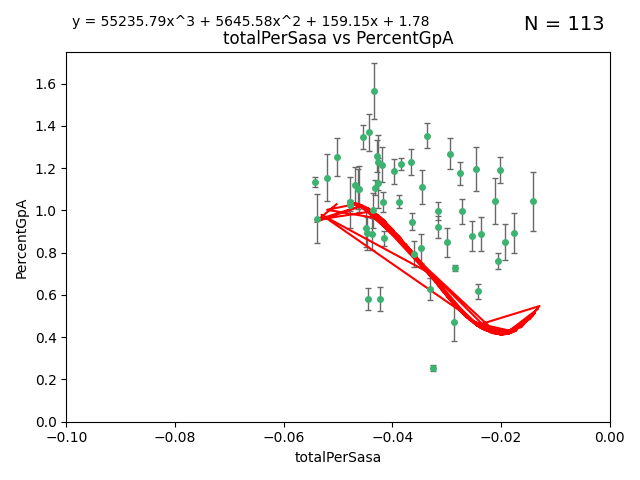 y = 55235.79x^3 + 5645.58x^2 + 159.15x + 1.78
N = 113
totalPerSasa vs PercentGpA
1.6
1.4
1.2
1.0
0.8
0.6
0.4
0.2
0.0
PercentGpA
−0.10 −0.08 −0.06 −0.04 −0.02 0.00
totalPerSasa